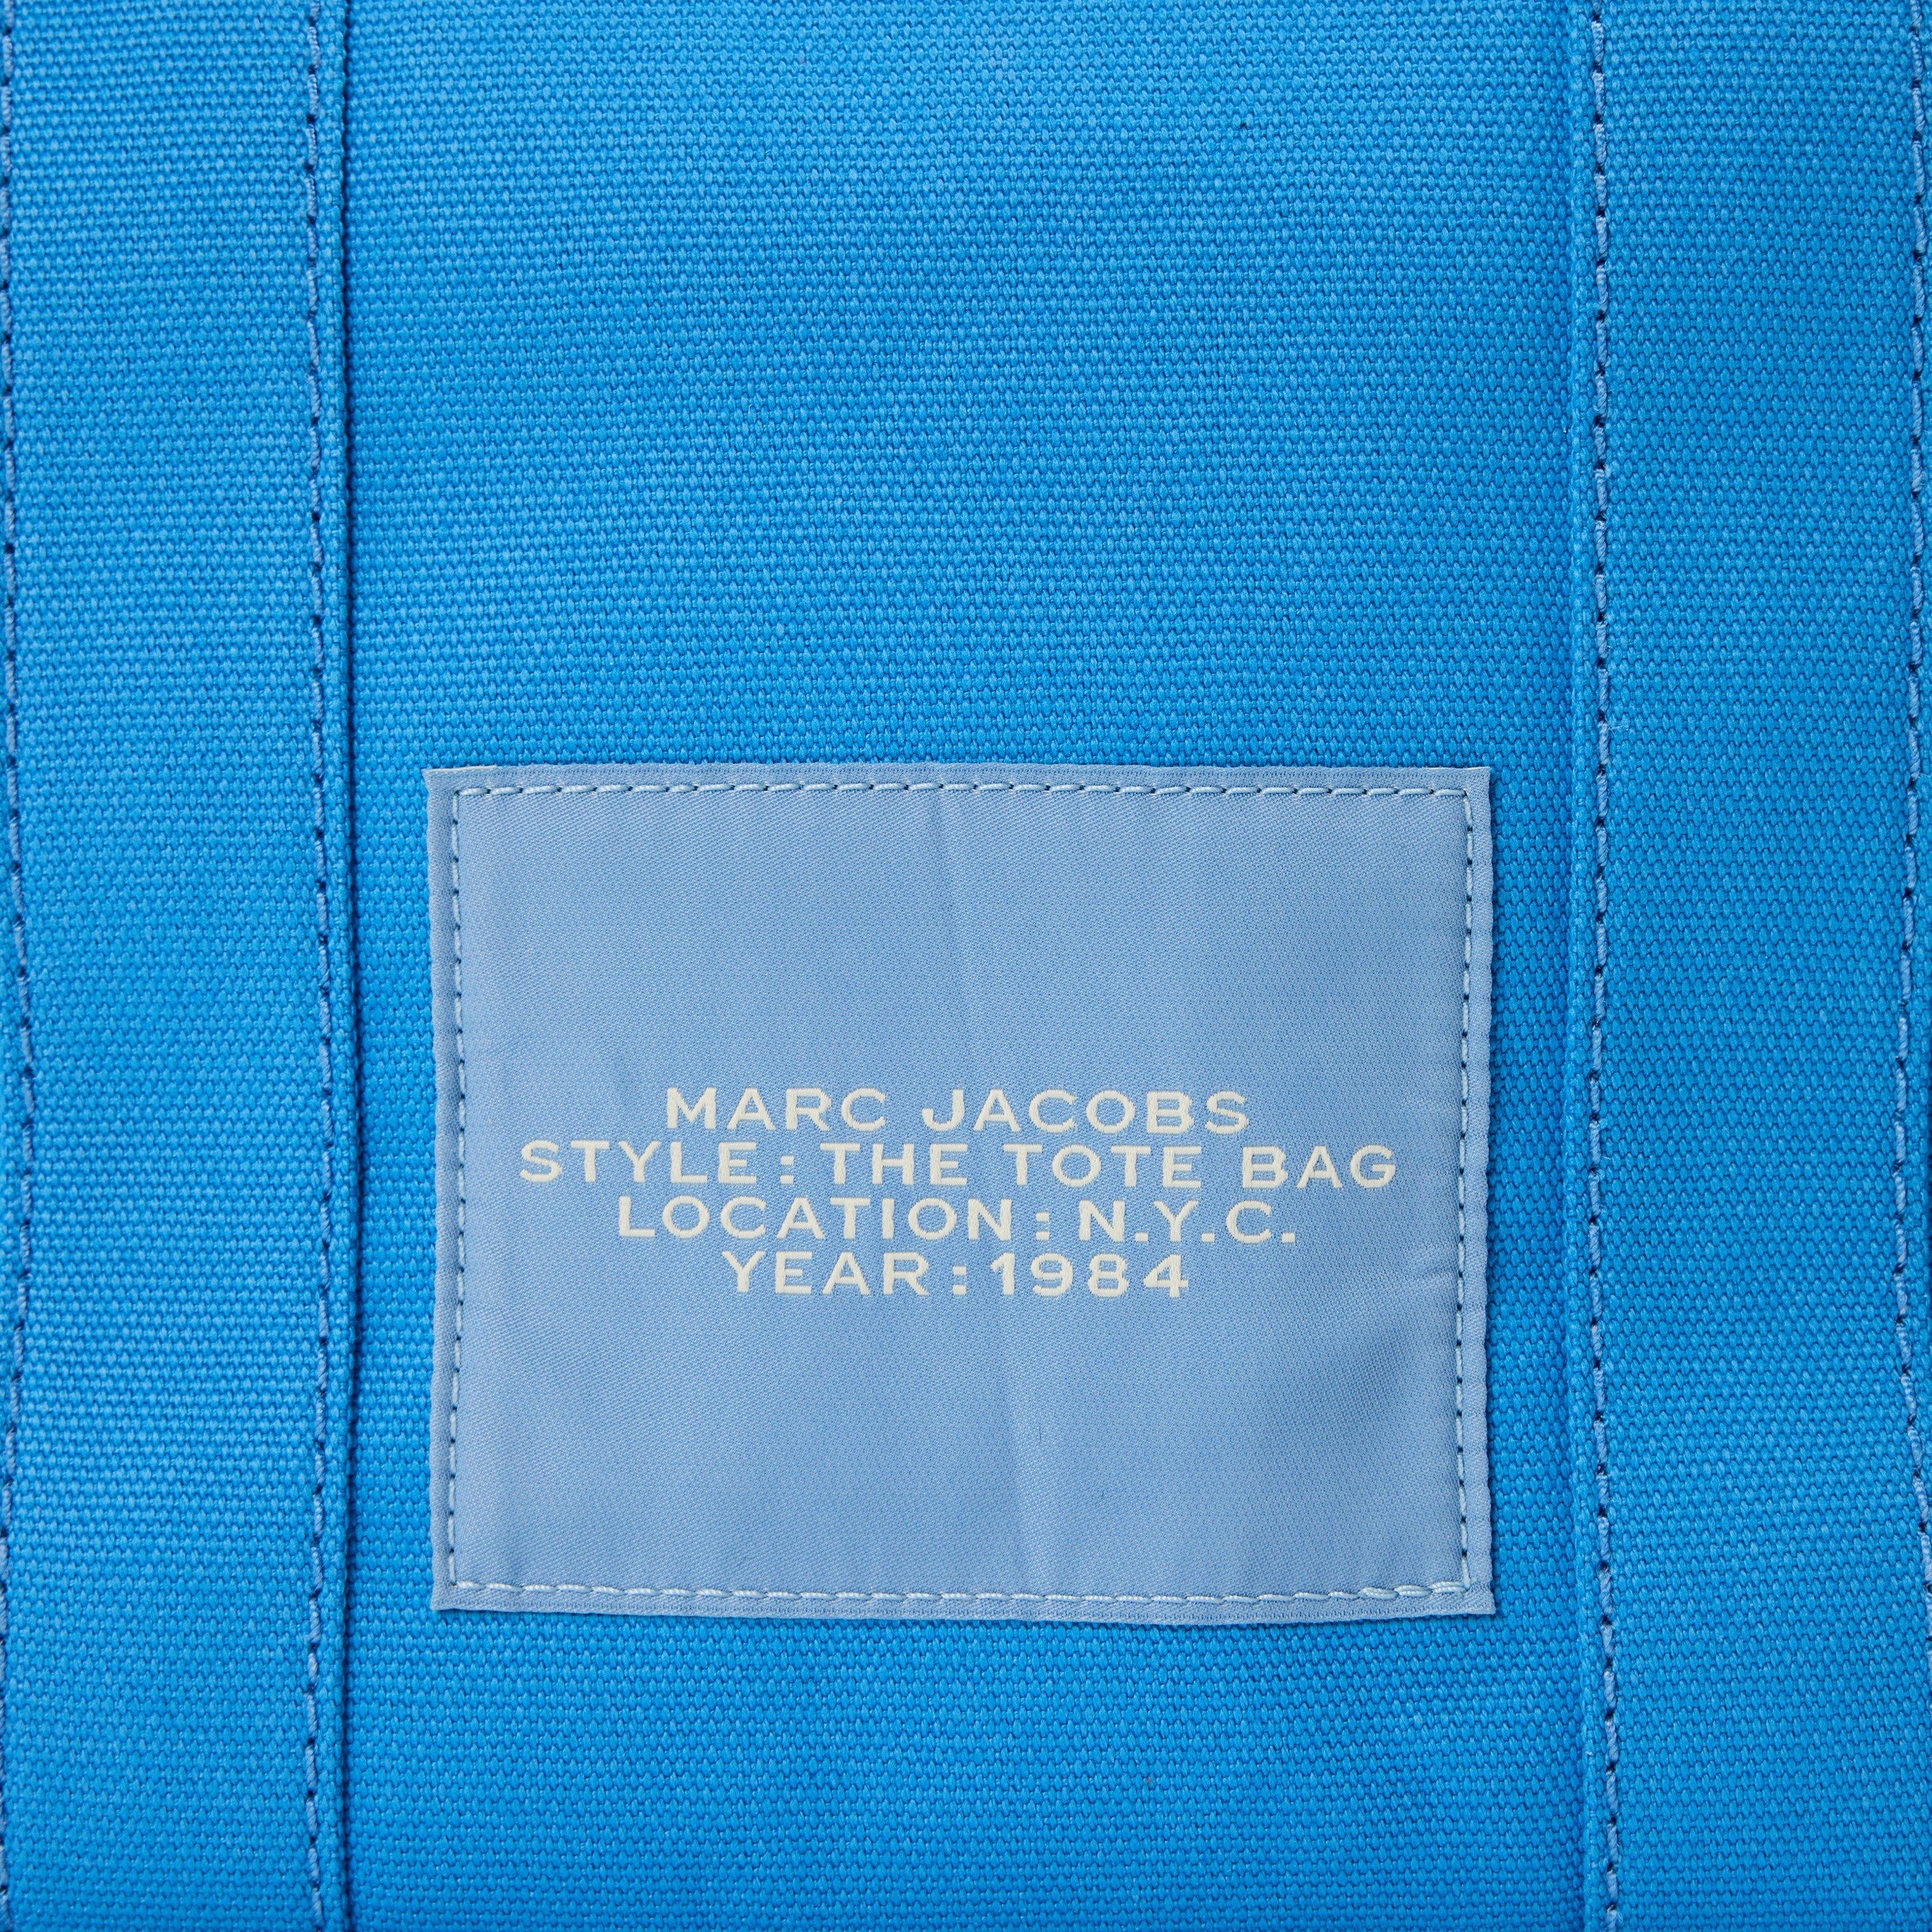 MARC JACOBS
STYLE: THE TOTE BAG
LOCATION: N.Y.C.
YEAR: 1984